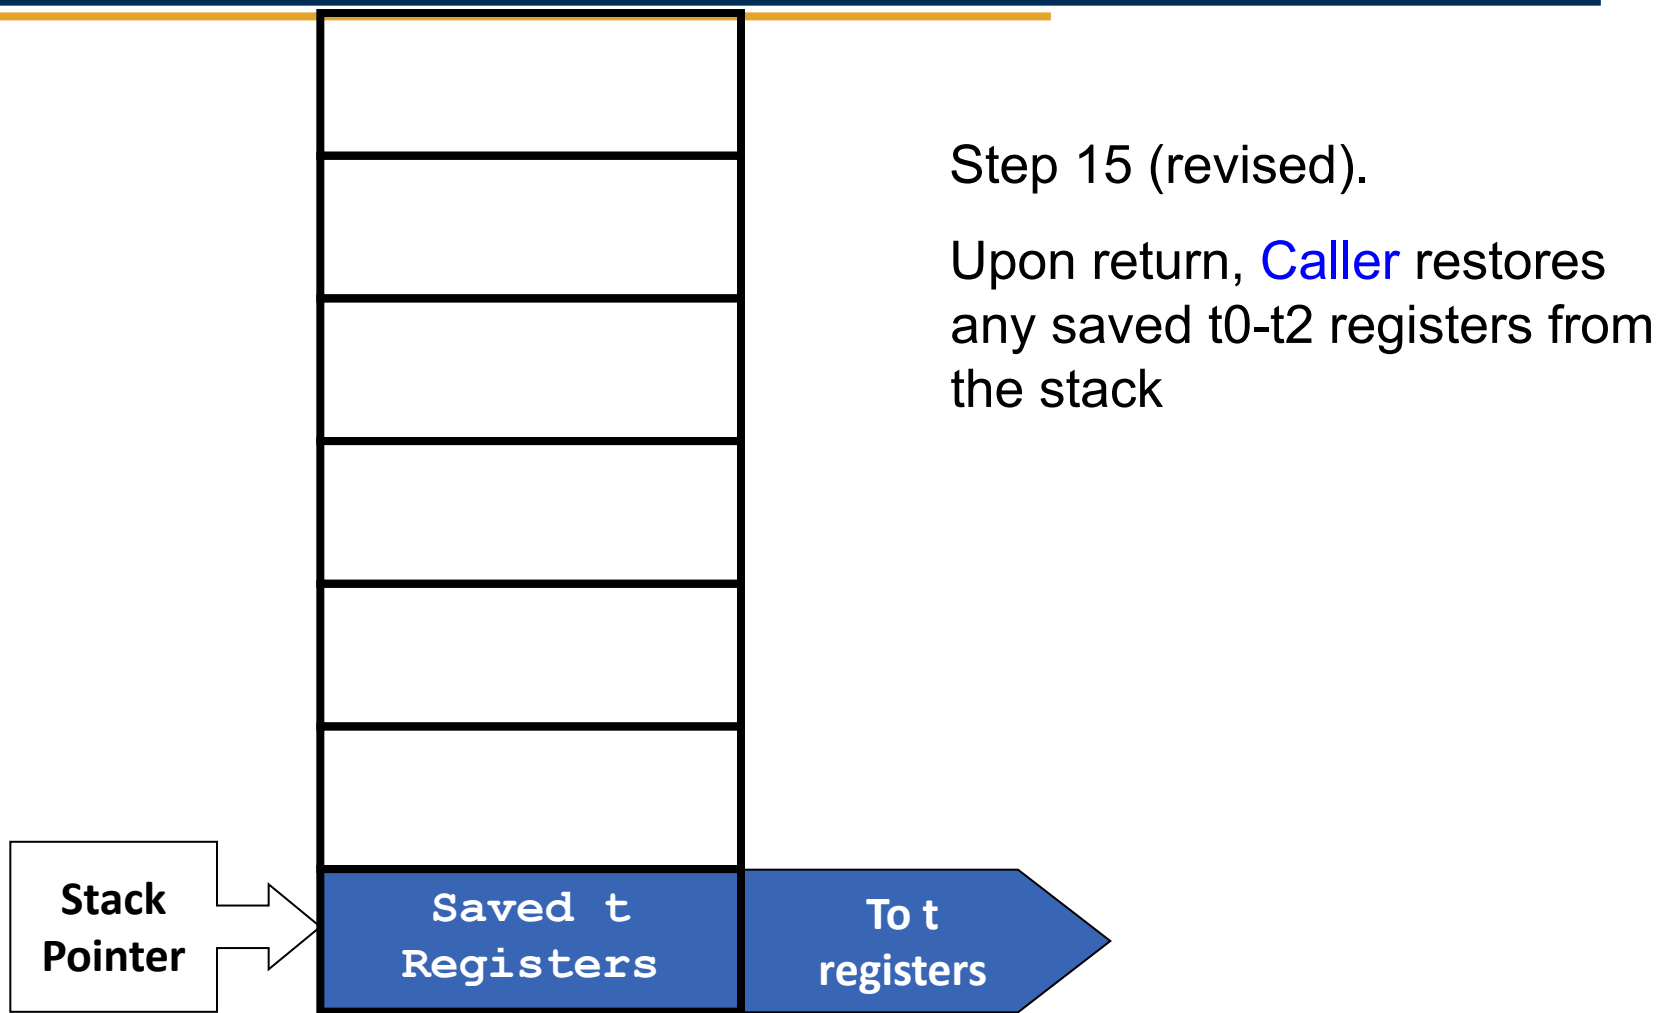 Step 15 (revised).
Upon return, Caller restores
any saved t0-t2 registers from
the stack
Stack
Pointer
Saved t
Registers
To t
registers